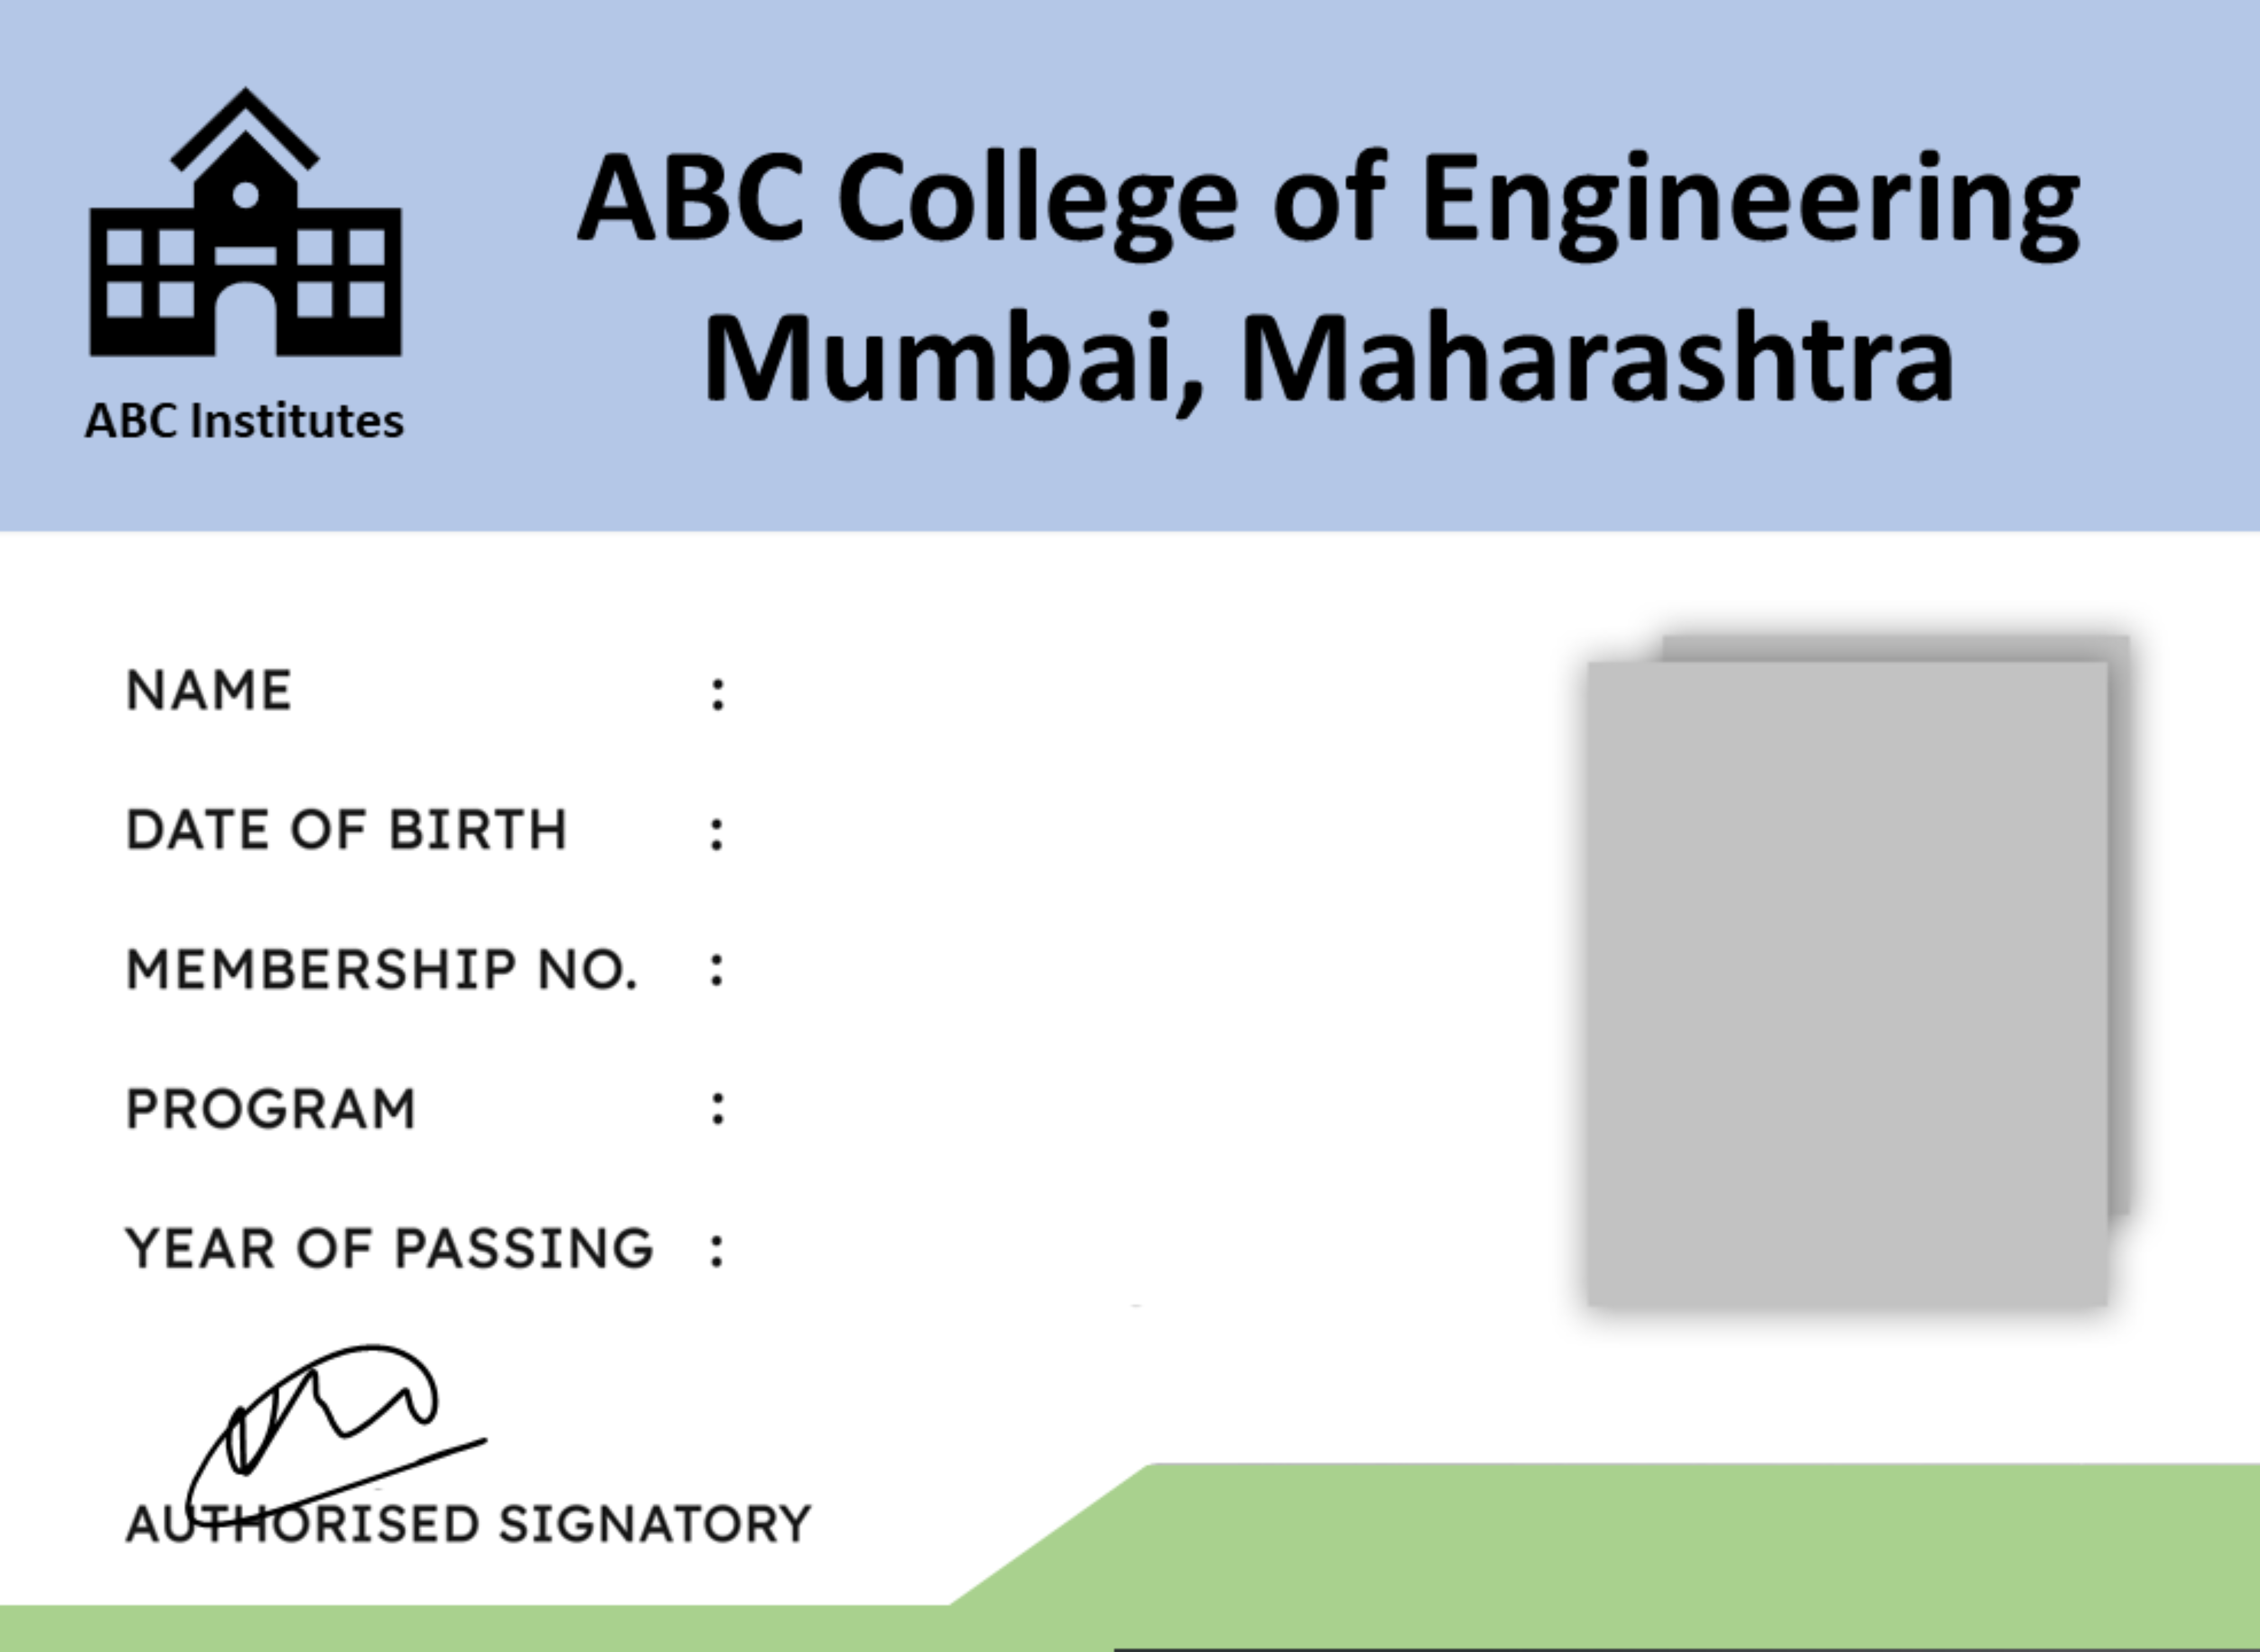 ABC College of Engineering
Mumbai, Maharashtra
ABC Institutes
NAME :
DATE OF BIRTH :
MEMBERSHIP NO. :
PROGRAM :
YEAR OF PASSING :
AUTHORISED SIGNATORY